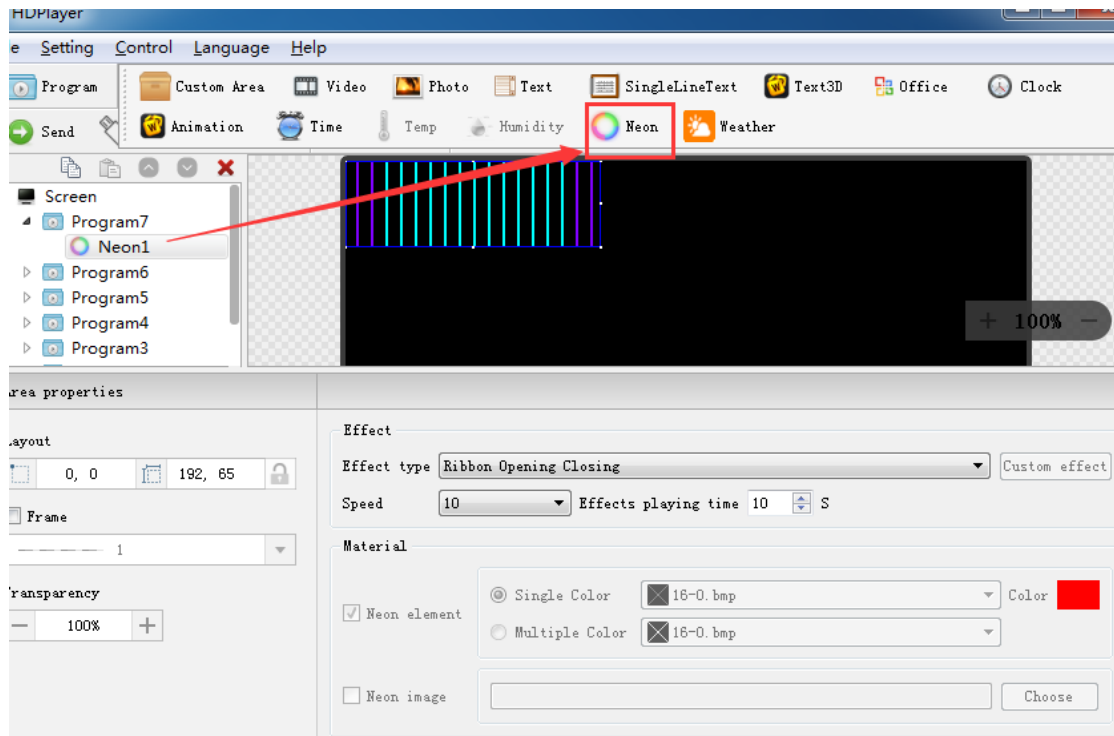 HDPlayer
e Setting Control Language Help
Program Custom Area Video Photo Text SingleLineText Text3D Office Clock
Send Animation Time Temp Humidity Neon Weather
Screen
Program7
Neon1
Program6
Program5
Program4
Program3
+ 100% −
rea properties
ayout
0, 0 192, 65
Frame
1
ransparency
− 100% +
Effect
Effect type Ribbon Opening Closing Custom effect
Speed 10 Effects playing time 10 S
Material
Neon element
Single Color 16-0.bmp Color
Multiple Color 16-0.bmp
Neon image Choose